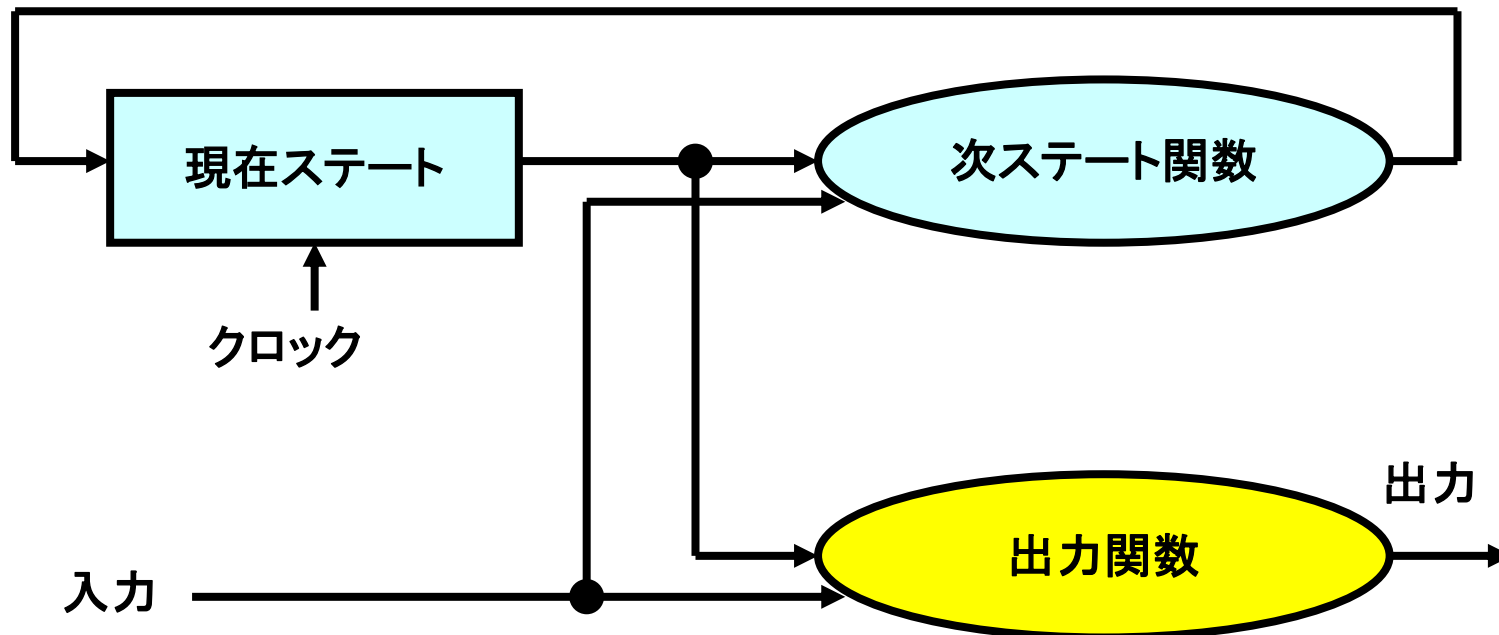 現在ステート
次ステート関数
クロック
出力
出力関数
入力